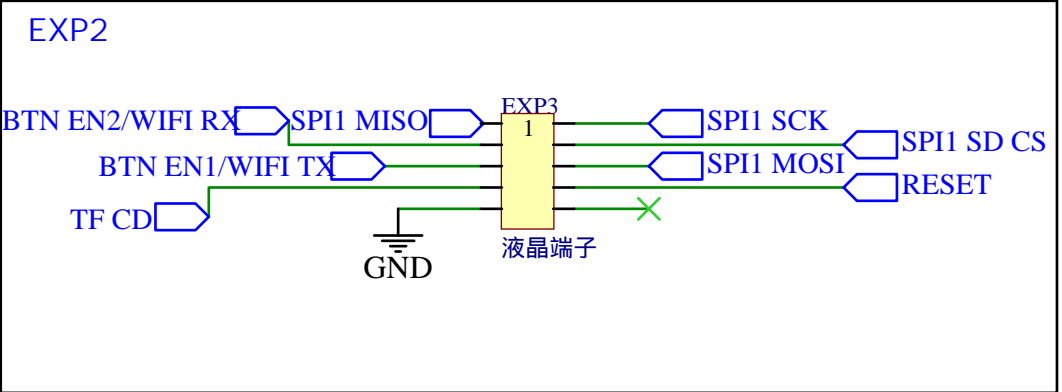 EXP2
EXP3
BTN EN2/WIFI RX
SPI1 MISO
1
SPI1 SCK
SPI1 SD CS
BTN EN1/WIFI TX
SPI1 MOSI
RESET
TF CD
液晶端子
GND